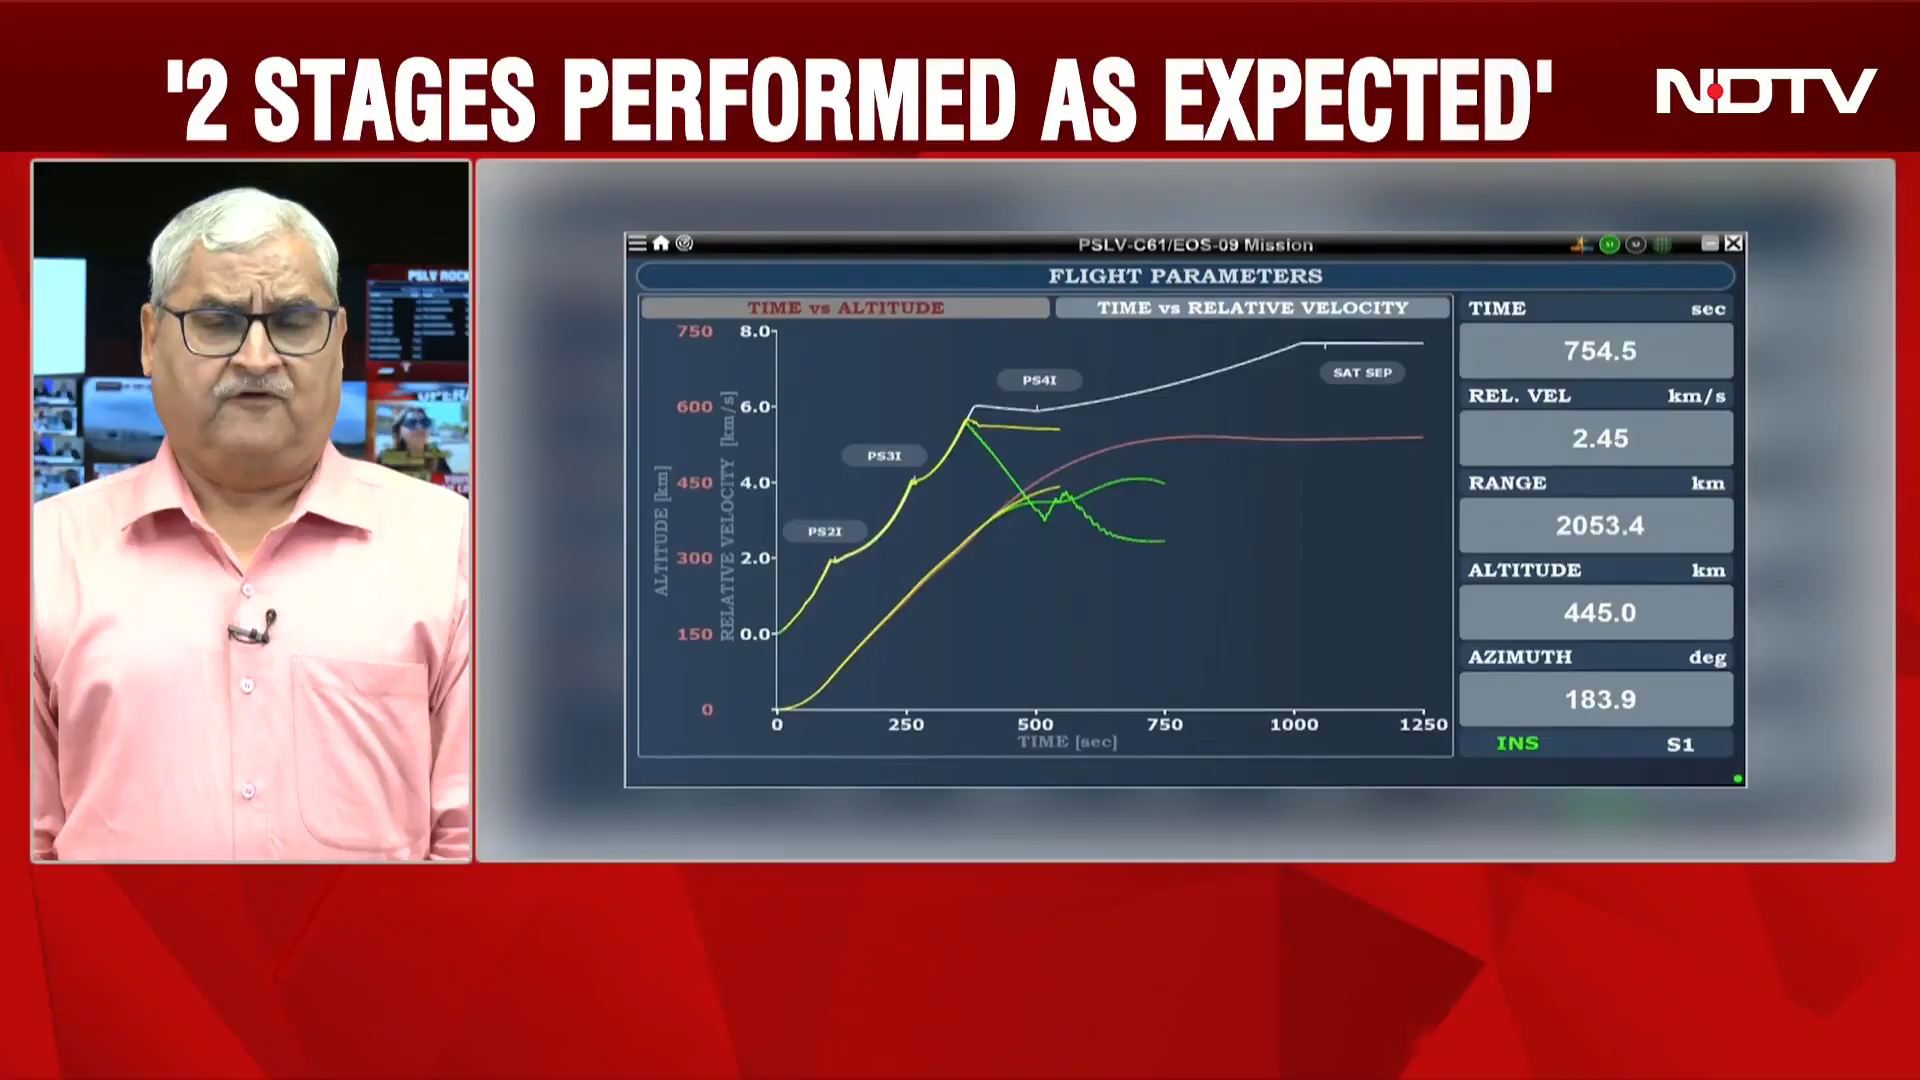 '2 STAGES PERFORMED AS EXPECTED'
NDTV
PSLV ROCK
OPERA
PSLV-C61/EOS-09 Mission
FLIGHT PARAMETERS
TIME vs ALTITUDE
TIME vs RELATIVE VELOCITY
750 8.0
600 6.0
450 4.0
300 2.0
150 0.0
0
ALTITUDE [km]
RELATIVE VELOCITY [km/s]
PS2I
PS3I
PS4I
SAT SEP
0 250 500 750 1000 1250
TIME [sec]
TIME sec
754.5
REL. VEL km/s
2.45
RANGE km
2053.4
ALTITUDE km
445.0
AZIMUTH deg
183.9
INS S1